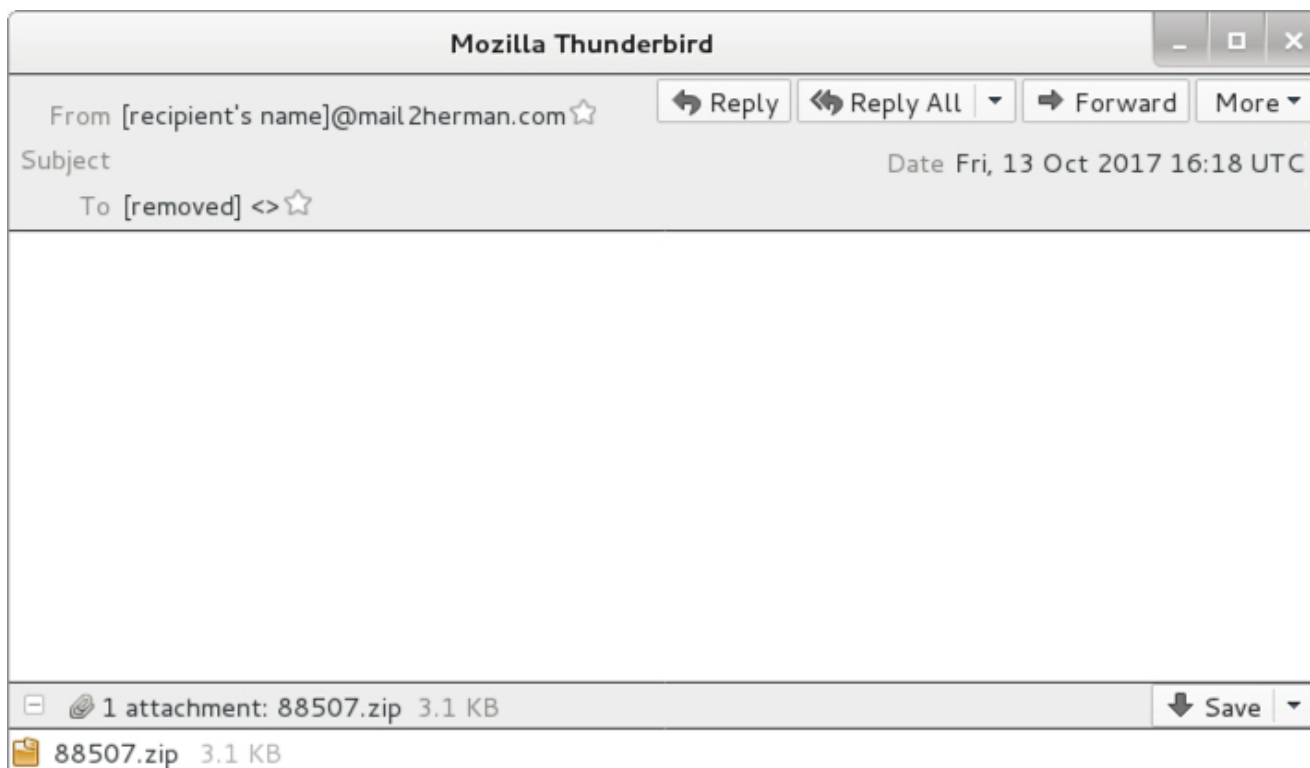 Mozilla Thunderbird
From [recipient's name]@mail2herman.com Reply Reply All Forward More
Subject Date Fri, 13 Oct 2017 16:18 UTC
To [removed] <>
1 attachment: 88507.zip 3.1 KB Save
88507.zip 3.1 KB